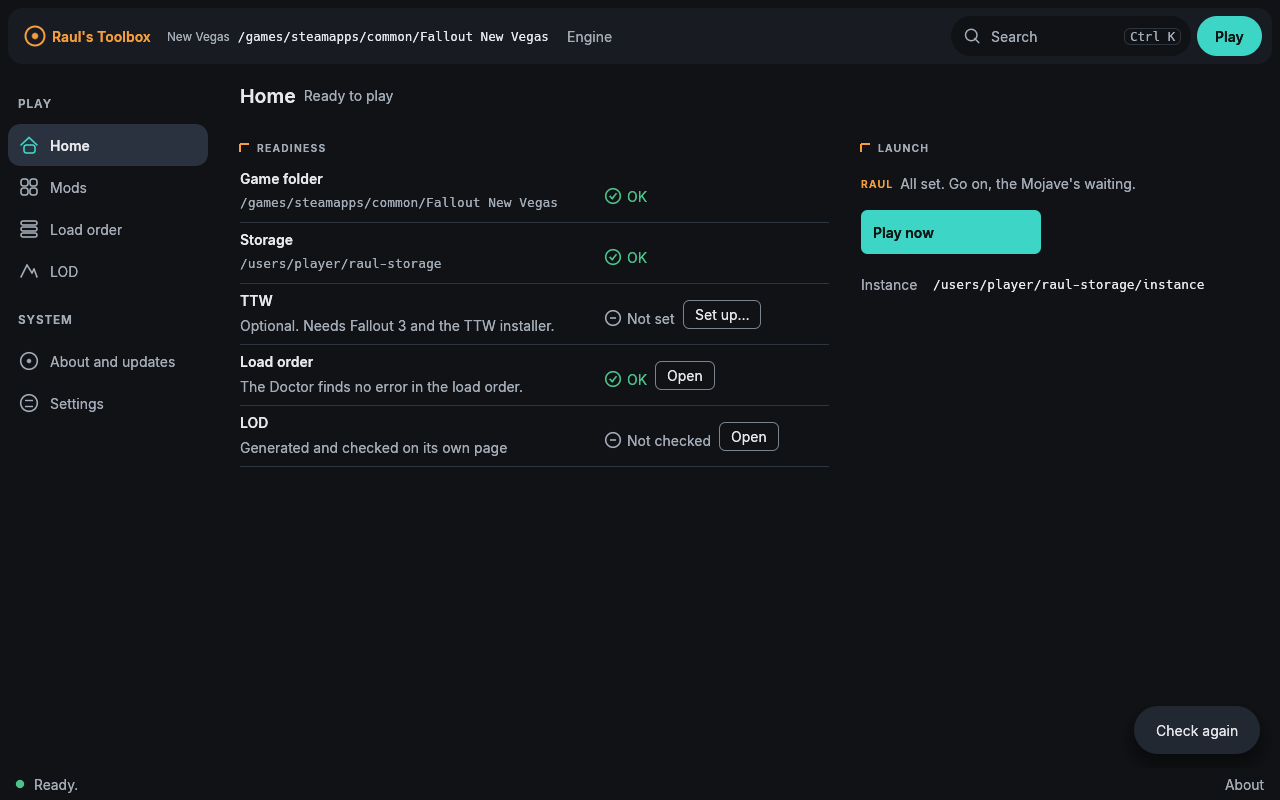 Raul's Toolbox New Vegas /games/steamapps/common/Fallout New Vegas Engine Search Ctrl K Play
PLAY
Home
Mods
Load order
LOD
SYSTEM
About and updates
Settings
Home Ready to play
READINESS
Game folder
/games/steamapps/common/Fallout New Vegas
OK
Storage
/users/player/raul-storage
OK
TTW
Optional. Needs Fallout 3 and the TTW installer.
Not set Set up...
Load order
The Doctor finds no error in the load order.
OK Open
LOD
Generated and checked on its own page
Not checked Open
LAUNCH
RAUL All set. Go on, the Mojave's waiting.
Play now
Instance /users/player/raul-storage/instance
Check again
Ready.
About